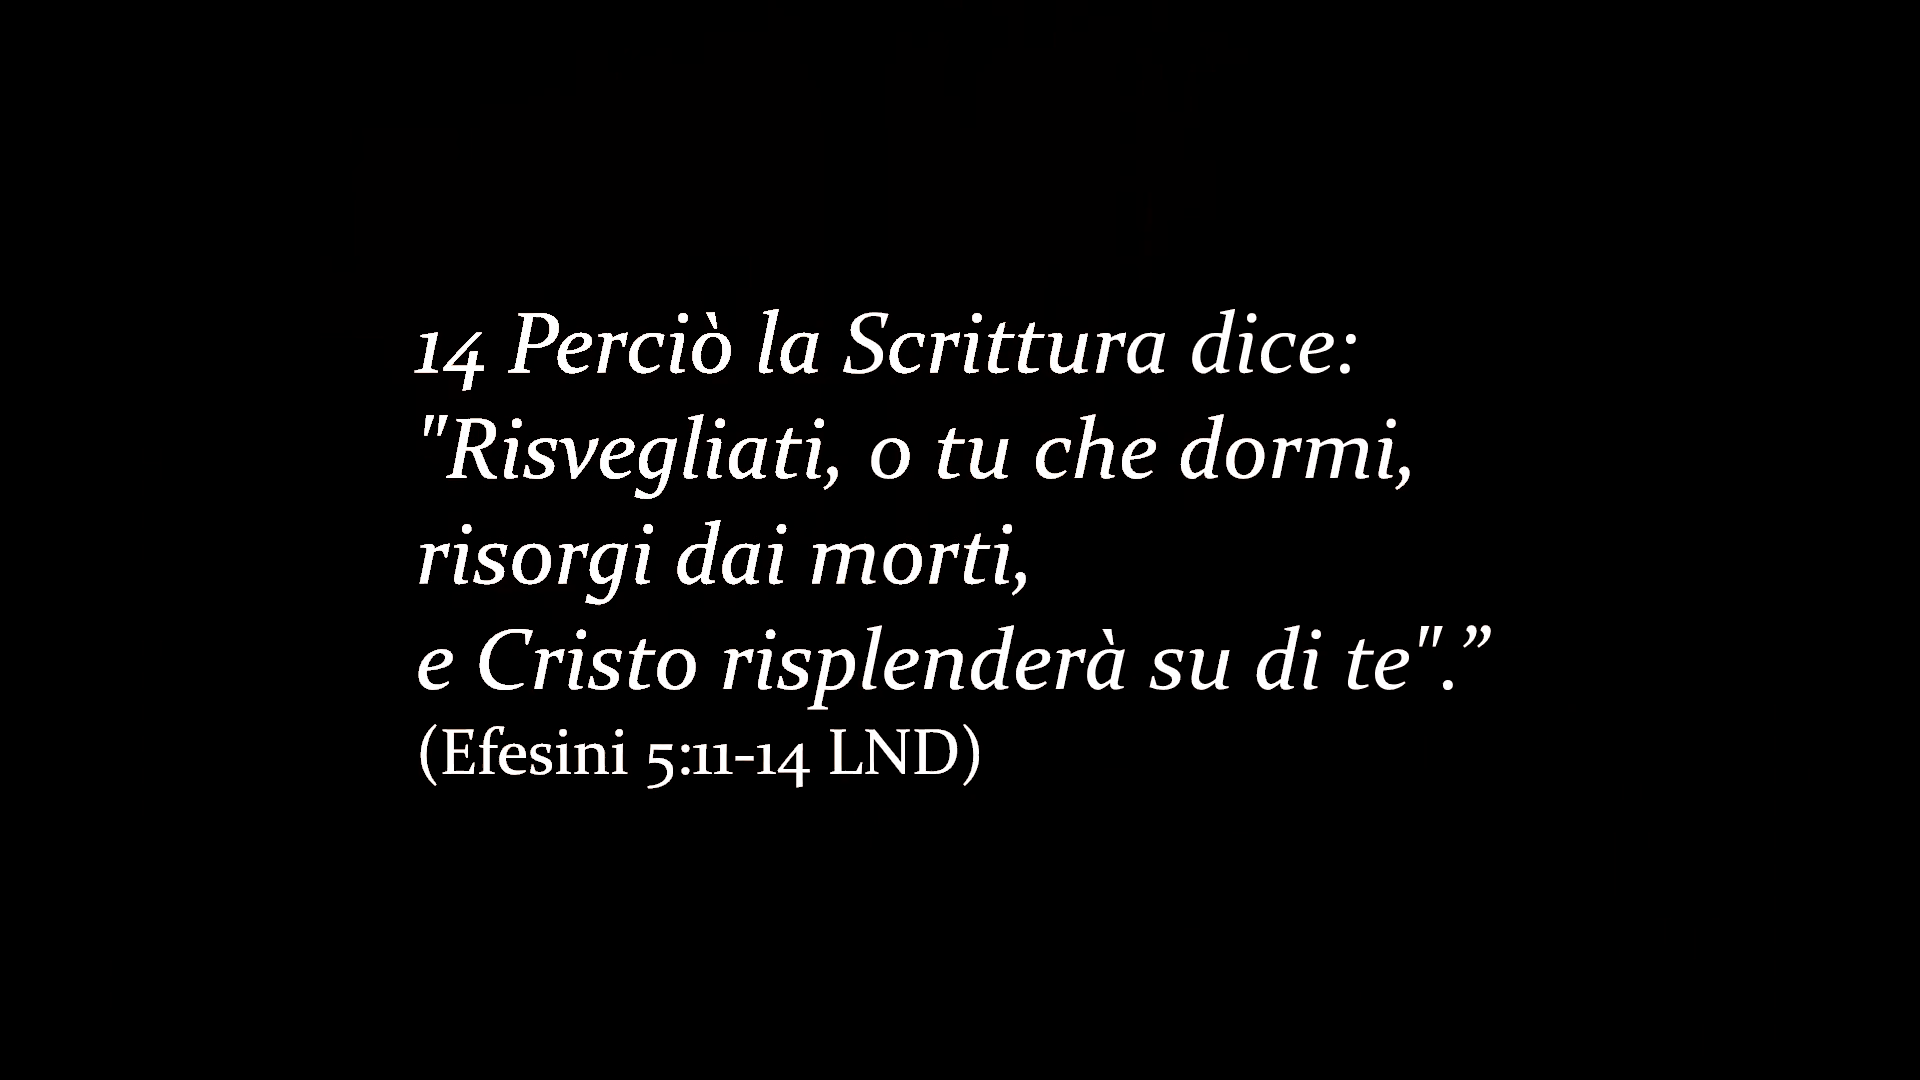 14 Perciò la Scrittura dice:
"Risvegliati, o tu che dormi,
risorgi dai morti,
e Cristo risplenderà su di te".”
(Efesini 5:11-14 LND)